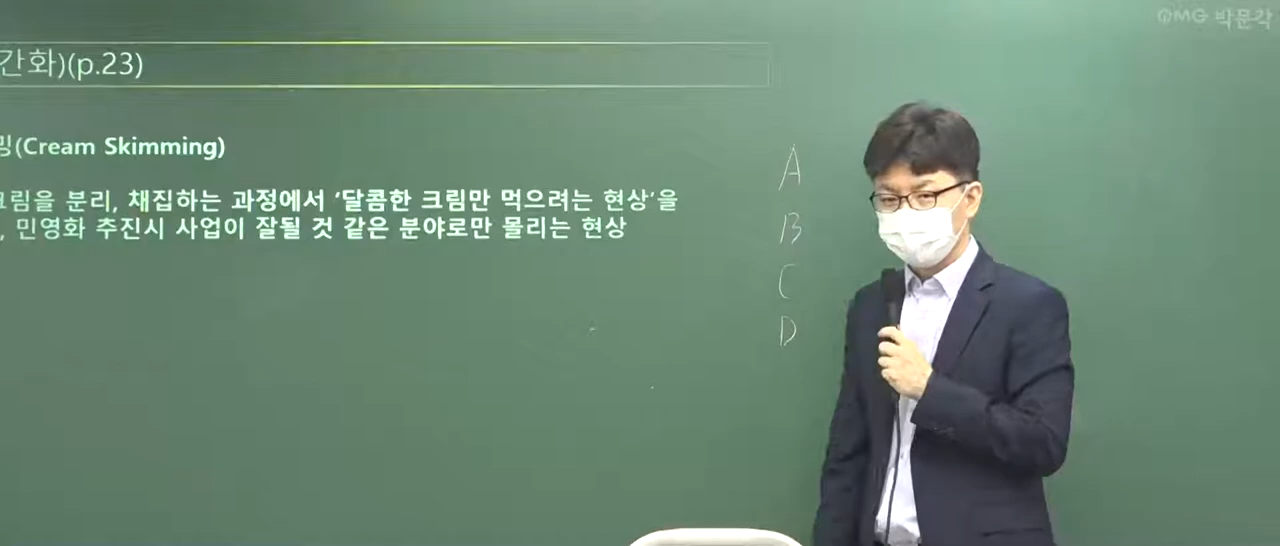 간화)(p.23)
밍(Cream Skimming)
크림을 분리, 채집하는 과정에서 ‘달콤한 크림만 먹으려는 현상’을
, 민영화 추진시 사업이 잘될 것 같은 분야로만 몰리는 현상
A
B
C
D
PMG 박문각